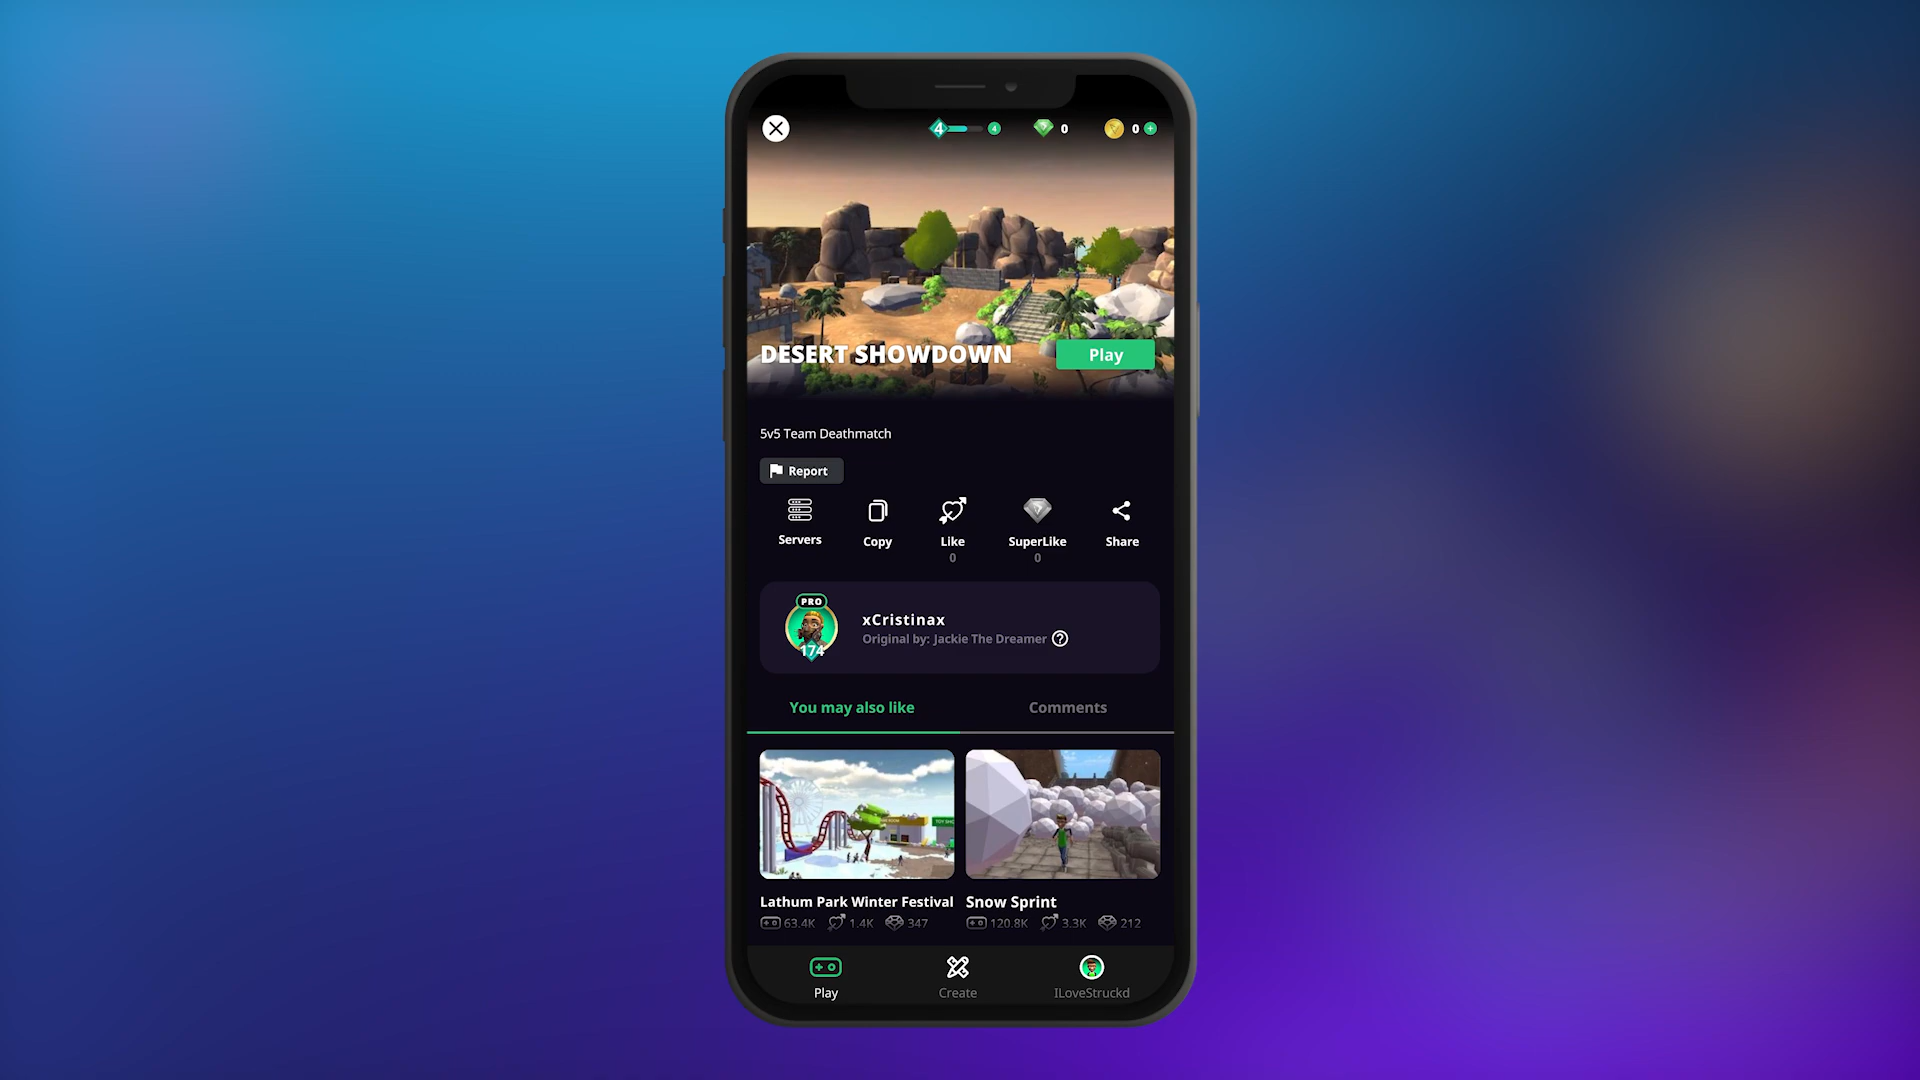 4 4 0 0
DESERT SHOWDOWN Play
5v5 Team Deathmatch
Report
Servers Copy Like SuperLike Share
0 0
PRO
174
xCristinax
Original by: Jackie The Dreamer ?
You may also like Comments
TOY SHO
Lathum Park Winter Festival Snow Sprint
63.4K 1.4K 347 120.8K 3.3K 212
Play Create ILoveStruckd